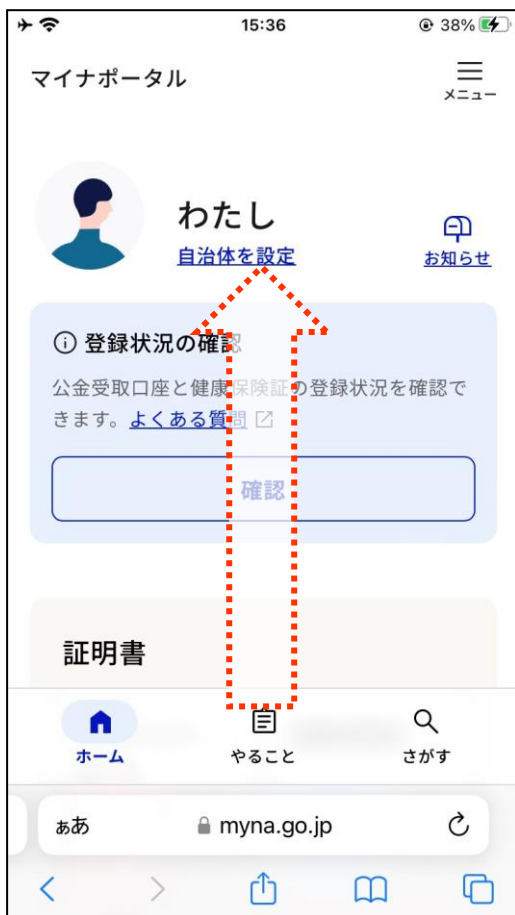 15:36
38%
マイナポータル
メニュー
わたし
自治体を設定
お知らせ
登録状況の確認
公金受取口座と健康保険証の登録状況を確認で
きます。よくある質問
確認
証明書
ホーム
やること
さがす
ぁあ
myna.go.jp